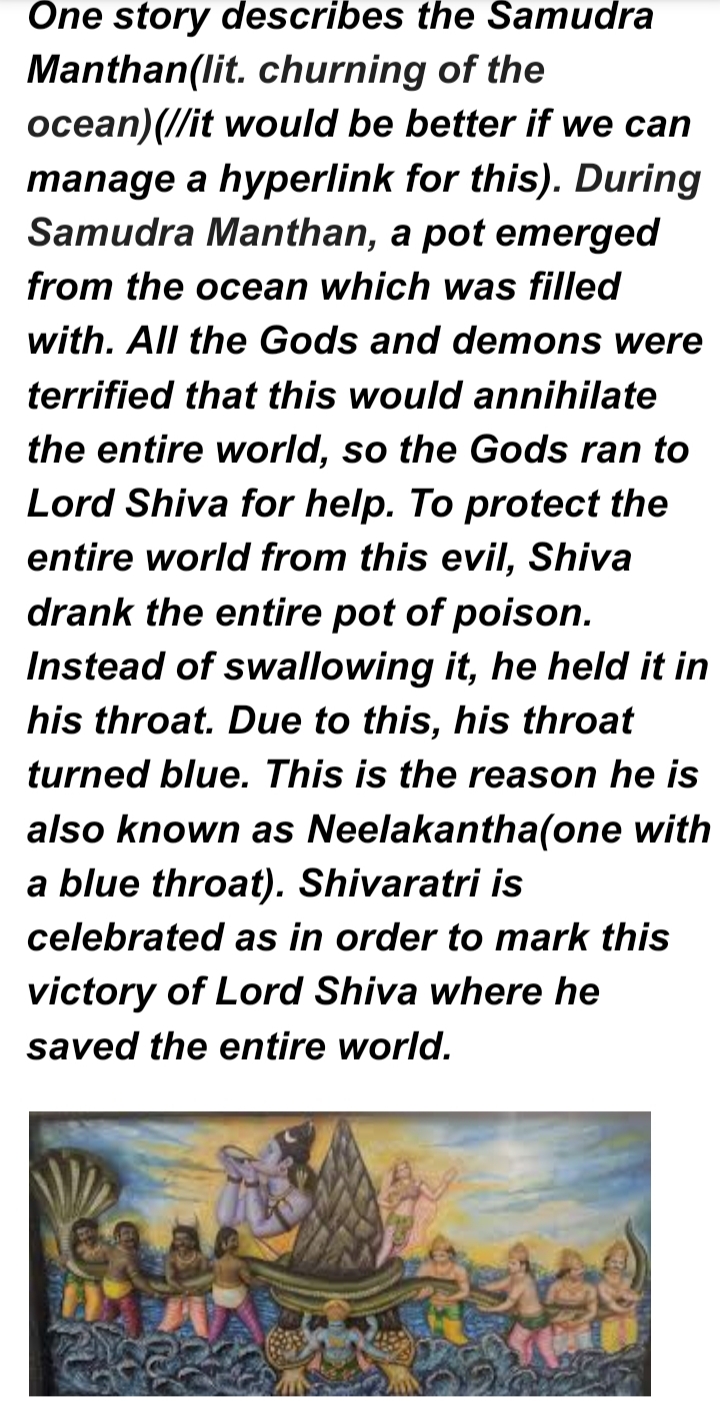 One story describes the Samudra
Manthan(lit. churning of the
ocean)(//it would be better if we can
manage a hyperlink for this). During
Samudra Manthan, a pot emerged
from the ocean which was filled
with. All the Gods and demons were
terrified that this would annihilate
the entire world, so the Gods ran to
Lord Shiva for help. To protect the
entire world from this evil, Shiva
drank the entire pot of poison.
Instead of swallowing it, he held it in
his throat. Due to this, his throat
turned blue. This is the reason he is
also known as Neelakantha(one with
a blue throat). Shivaratri is
celebrated as in order to mark this
victory of Lord Shiva where he
saved the entire world.